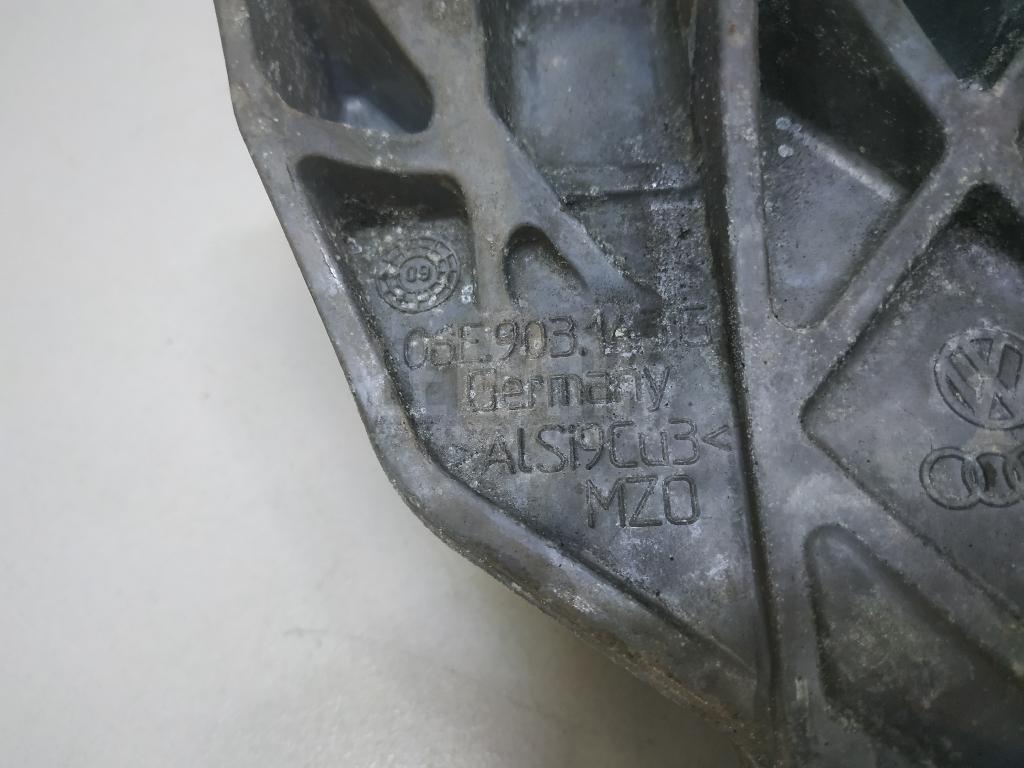 09
Germany
>AlSi9Cu3<
MZO